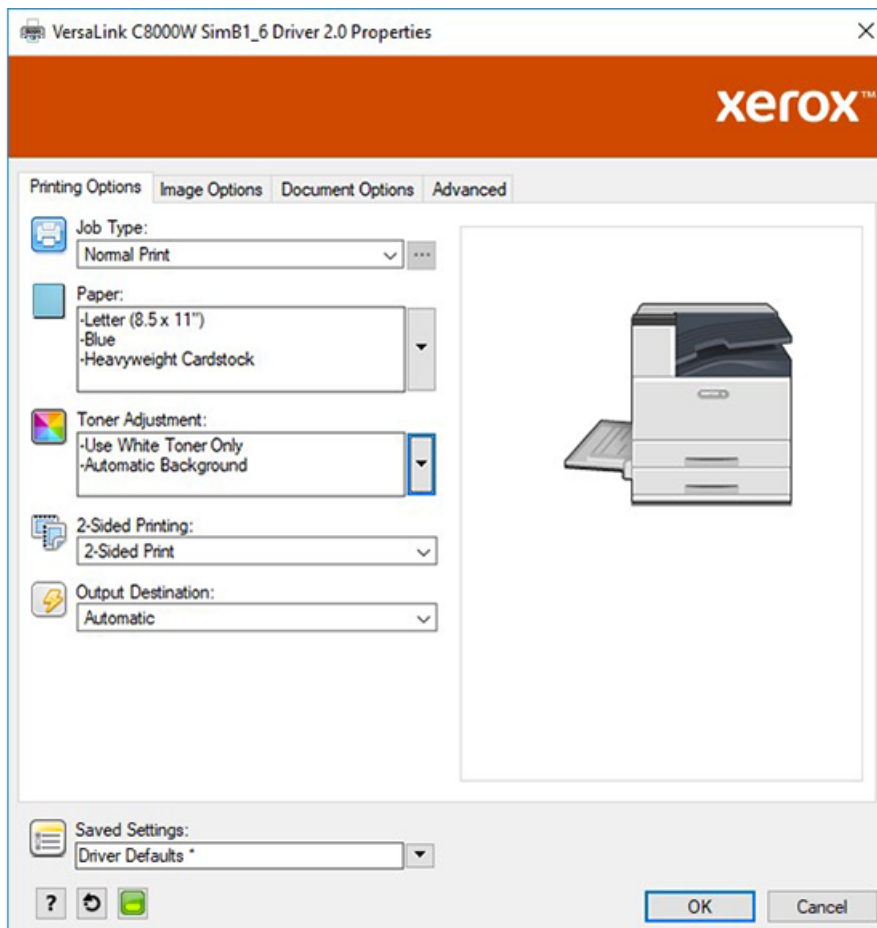 VersaLink C8000W SimB1_6 Driver 2.0 Properties
xerox™
Printing Options Image Options Document Options Advanced
Job Type:
Normal Print
Paper:
-Letter (8.5 x 11")
-Blue
-Heavyweight Cardstock
Toner Adjustment:
-Use White Toner Only
-Automatic Background
2-Sided Printing:
2-Sided Print
Output Destination:
Automatic
Saved Settings:
Driver Defaults *
?
OK Cancel